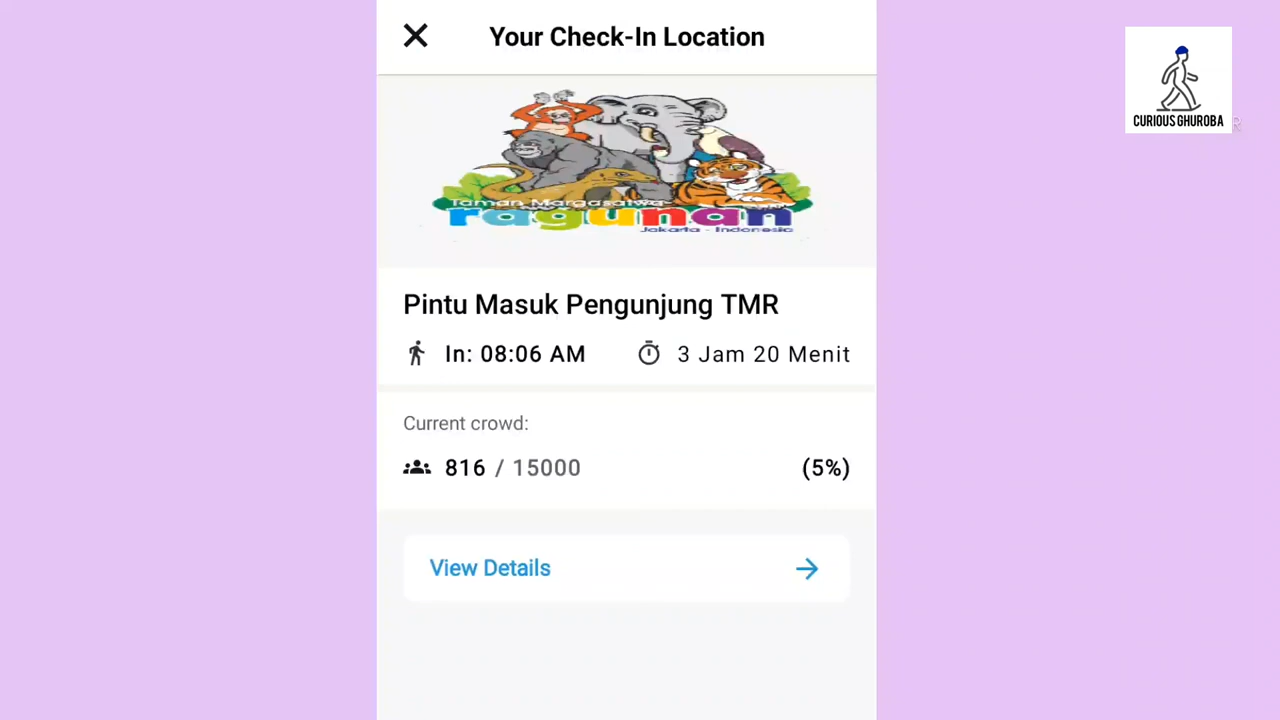 Your Check-In Location
CURIOUS GHUROBA
Taman Margasatwa
ragunan
Jakarta - Indonesia
Pintu Masuk Pengunjung TMR
In: 08:06 AM 3 Jam 20 Menit
Current crowd:
816 / 15000 (5%)
View Details